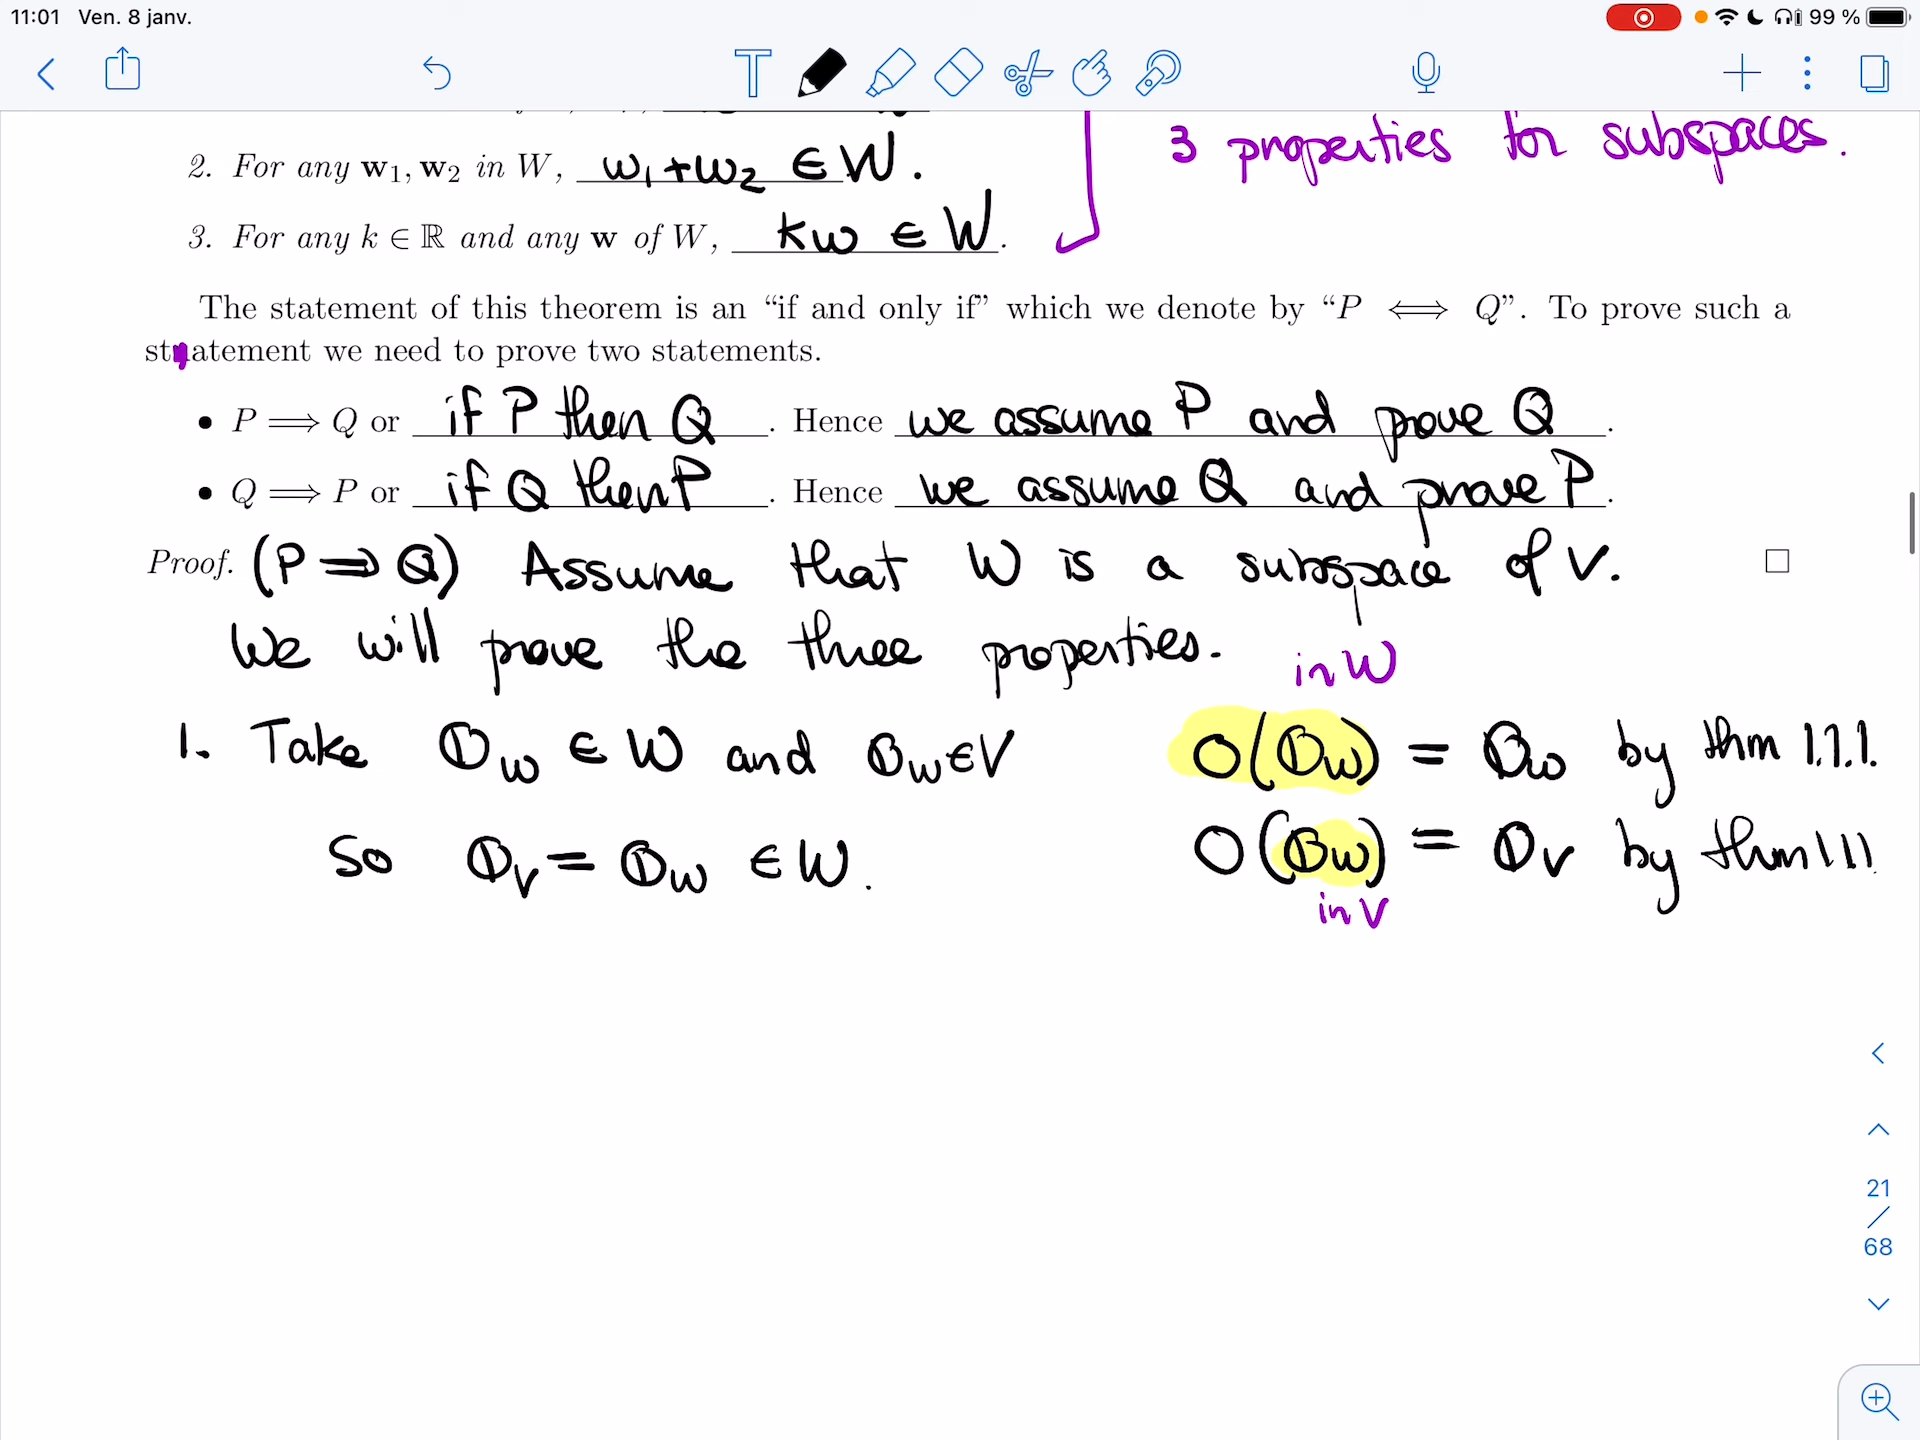 11:01 Ven. 8 janv.
99 %
T
3 properties for subspaces.
2. For any w₁, w₂ in W, w₁+w₂ ∈ W.
3. For any k ∈ ℝ and any w of W, kw ∈ W.
The statement of this theorem is an “if and only if” which we denote by “P ⟺ Q”. To prove such a
statement we need to prove two statements.
• P ⟹ Q or if P then Q. Hence we assume P and prove Q.
• Q ⟹ P or if Q then P. Hence we assume Q and prove P.
Proof. (P ⟹ Q) Assume that W is a subspace of V. □
We will prove the three properties.
in W
1. Take 𝟘_W ∈ W and 𝟘_W ∈ V 0(𝟘_W) = 𝟘_W by thm 1.1.1.
So 𝟘_V = 𝟘_W ∈ W. 0(𝟘_W) = 𝟘_V by thm 111
in V
21
/
68